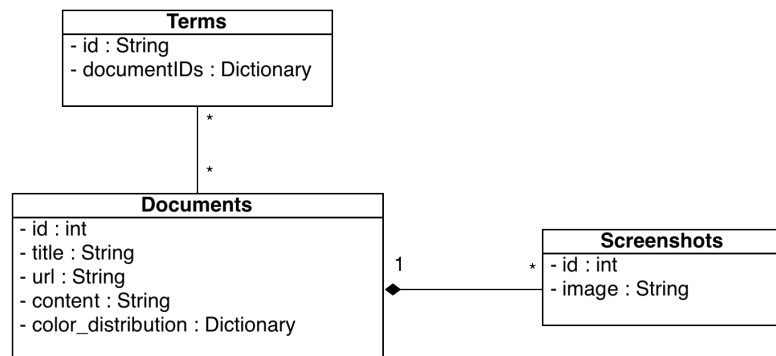 Terms
- id : String
- documentIDs : Dictionary
*
*
Documents
- id : int
- title : String
- url : String
- content : String
- color_distribution : Dictionary
1
*
Screenshots
- id : int
- image : String